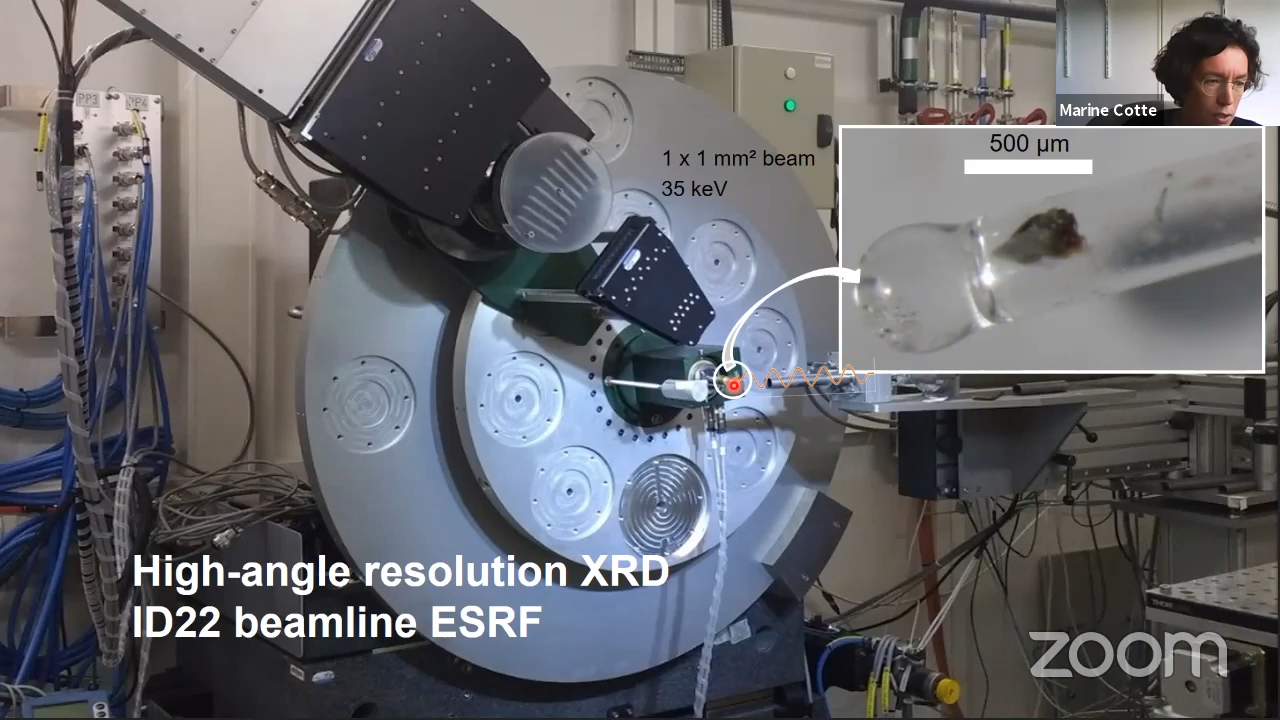 PP3
PP4
Marine Cotte
500 µm
1 x 1 mm² beam
35 keV
High-angle resolution XRD
ID22 beamline ESRF
zoom